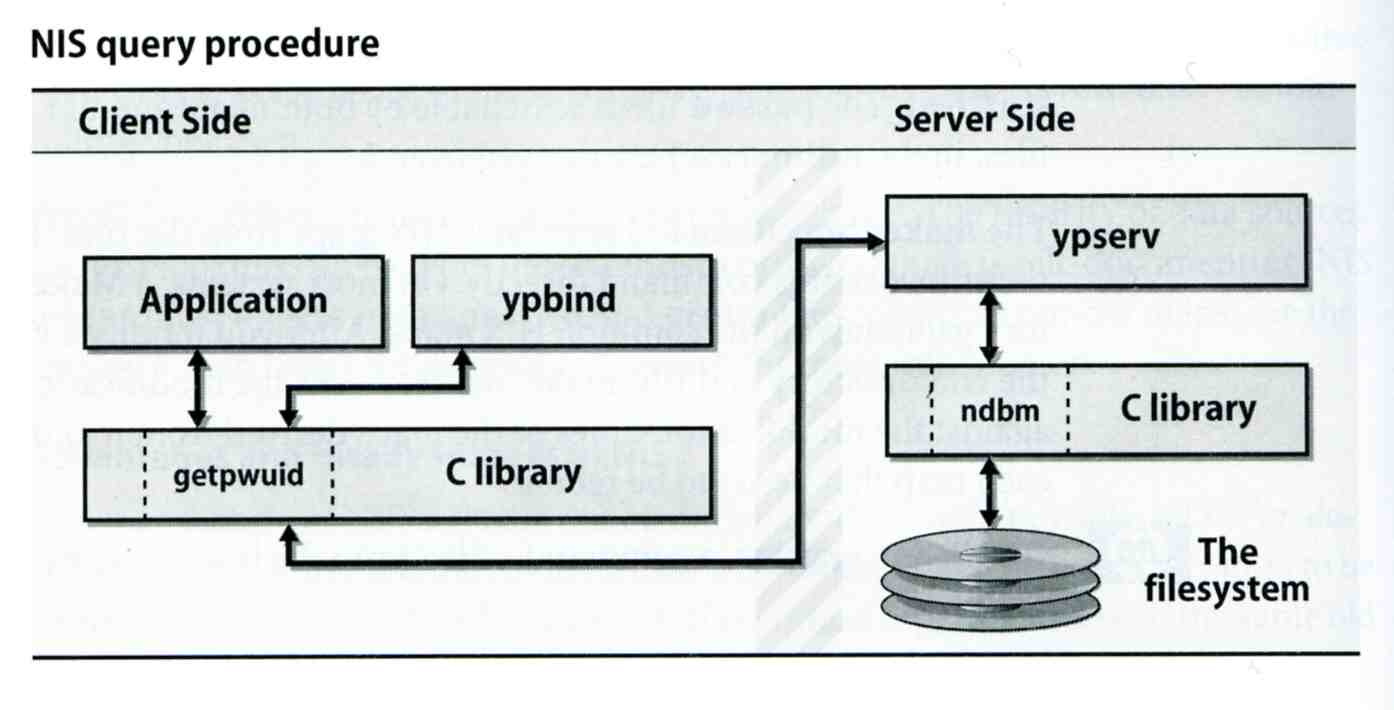 NIS query procedure
Client Side
Server Side
Application
ypbind
getpwuid
C library
ypserv
ndbm
C library
The
filesystem